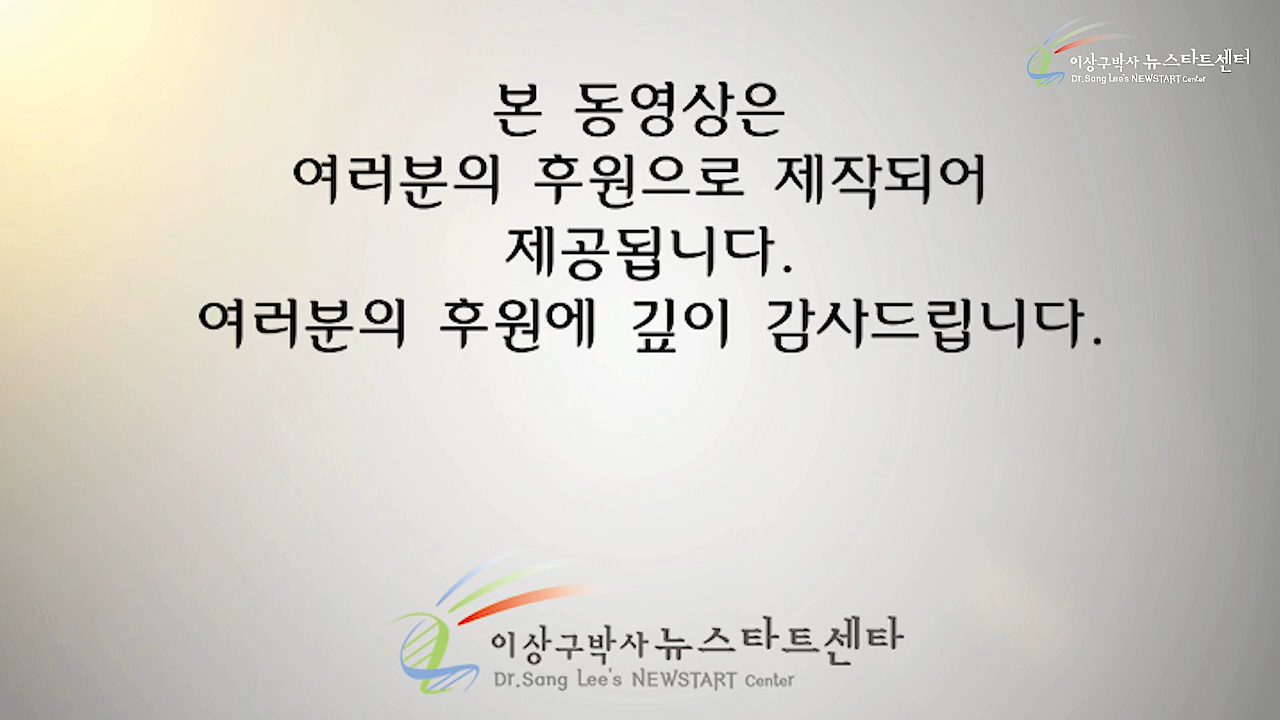 이상구박사 뉴스타트센터
Dr.Sang Lee's NEWSTART Center
본 동영상은
여러분의 후원으로 제작되어
제공됩니다.
여러분의 후원에 깊이 감사드립니다.
이상구박사 뉴스타트센타
Dr.Sang Lee's NEWSTART Center